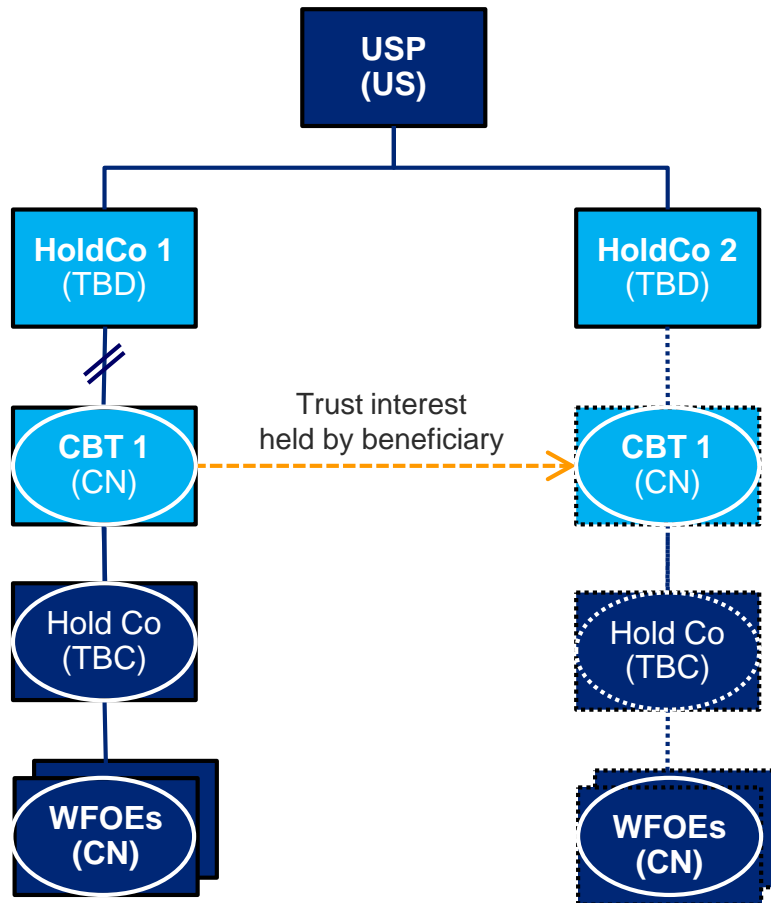 USP
(US)
HoldCo 1
(TBD)
HoldCo 2
(TBD)
Trust interest
held by beneficiary
CBT 1
(CN)
CBT 1
(CN)
Hold Co
(TBC)
Hold Co
(TBC)
WFOEs
(CN)
WFOEs
(CN)